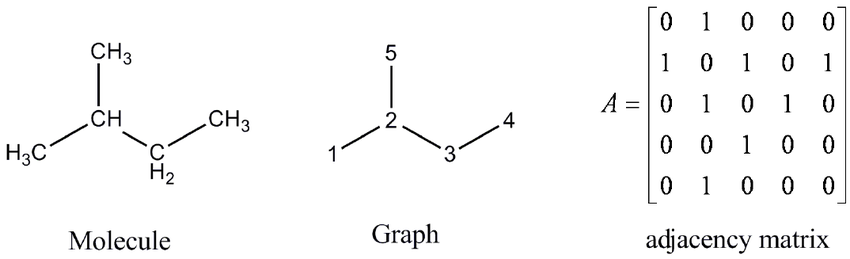 CH3
CH
H3C
C
H2
CH3
Molecule
5
2
1
3
4
Graph
A =
0 1 0 0 0
1 0 1 0 1
0 1 0 1 0
0 0 1 0 0
0 1 0 0 0
adjacency matrix